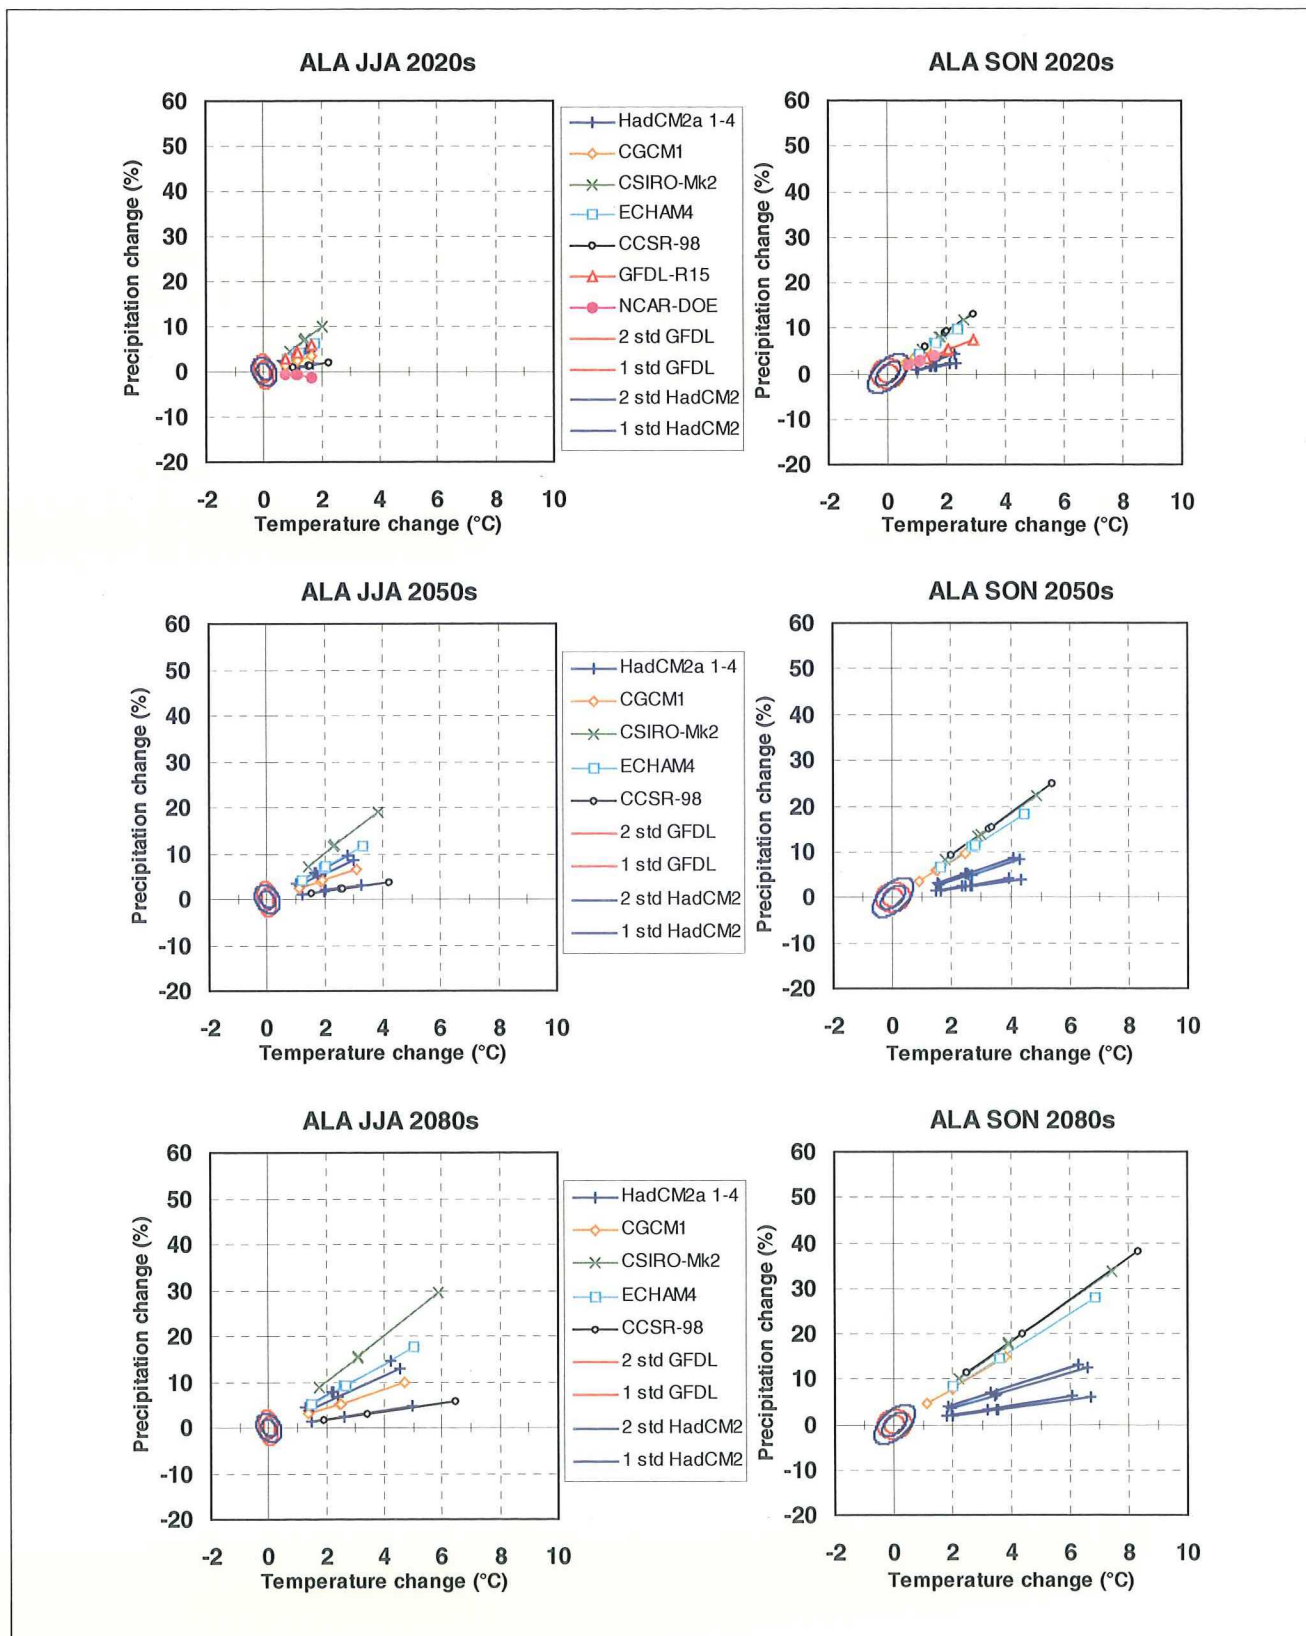 ALA JJA 2020s
60
50
40
30
20
10
0
-10
-20
Precipitation change (%)
-2 0 2 4 6 8 10
Temperature change (°C)
HadCM2a 1-4
CGCM1
CSIRO-Mk2
ECHAM4
CCSR-98
GFDL-R15
NCAR-DOE
2 std GFDL
1 std GFDL
2 std HadCM2
1 std HadCM2
ALA SON 2020s
60
50
40
30
20
10
0
-10
-20
Precipitation change (%)
-2 0 2 4 6 8 10
Temperature change (°C)
ALA JJA 2050s
60
50
40
30
20
10
0
-10
-20
Precipitation change (%)
-2 0 2 4 6 8 10
Temperature change (°C)
HadCM2a 1-4
CGCM1
CSIRO-Mk2
ECHAM4
CCSR-98
2 std GFDL
1 std GFDL
2 std HadCM2
1 std HadCM2
ALA SON 2050s
60
50
40
30
20
10
0
-10
-20
Precipitation change (%)
-2 0 2 4 6 8 10
Temperature change (°C)
ALA JJA 2080s
60
50
40
30
20
10
0
-10
-20
Precipitation change (%)
-2 0 2 4 6 8 10
Temperature change (°C)
HadCM2a 1-4
CGCM1
CSIRO-Mk2
ECHAM4
CCSR-98
2 std GFDL
1 std GFDL
2 std HadCM2
1 std HadCM2
ALA SON 2080s
60
50
40
30
20
10
0
-10
-20
Precipitation change (%)
-2 0 2 4 6 8 10
Temperature change (°C)